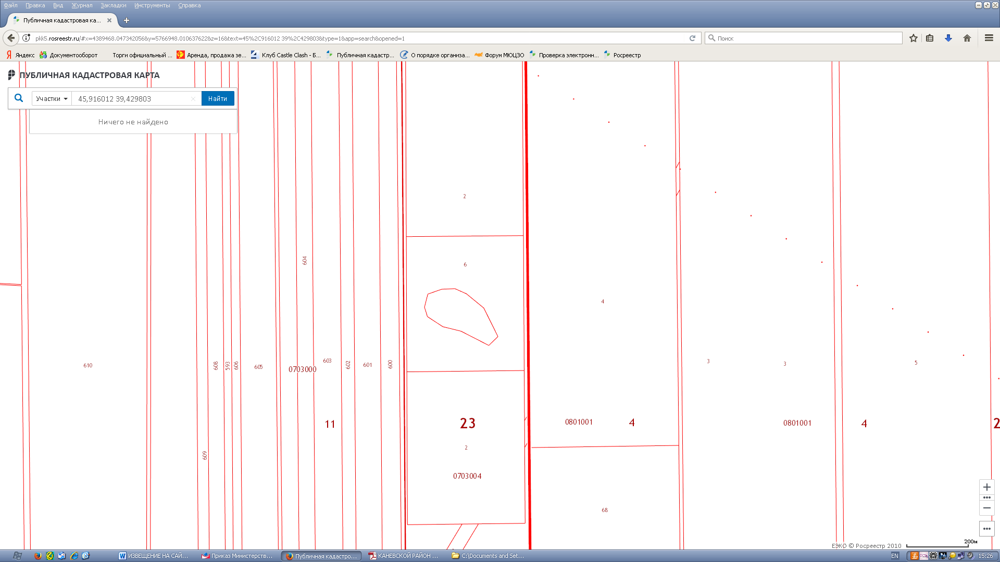 Файл Правка Вид Журнал Закладки Инструменты Справка
Публичная кадастровая ка...
pkk5.rosreestr.ru/#x=4389468.047342056&y=5766948.010637622&z=16&text=45%2C916012 39%2C429803&type=1&app=search&opened=1
Поиск
Яндекс Документооборот Торги официальный ... Аренда, продажа зе... Клуб Castle Clash - Б... Публичная кадастр... О порядке организа... Форум МЮЦЗО Проверка электронн... Росреестр
ПУБЛИЧНАЯ КАДАСТРОВАЯ КАРТА
Участки 45,916012 39,429803 Найти
Ничего не найдено
2
604
6
4
610
608
593
606
605
0703000
603
602
601
600
3
3
5
11
23
0801001
4
0801001
4
2
2
609
0703004
68
ЕЭКО © Росреестр 2010
200м
ИЗВЕЩЕНИЕ НА САЙ... Приказ Министерств... Публичная кадастро... КАНЕВСКОЙ РАЙОН ... C:\Documents and Set... EN 15:26